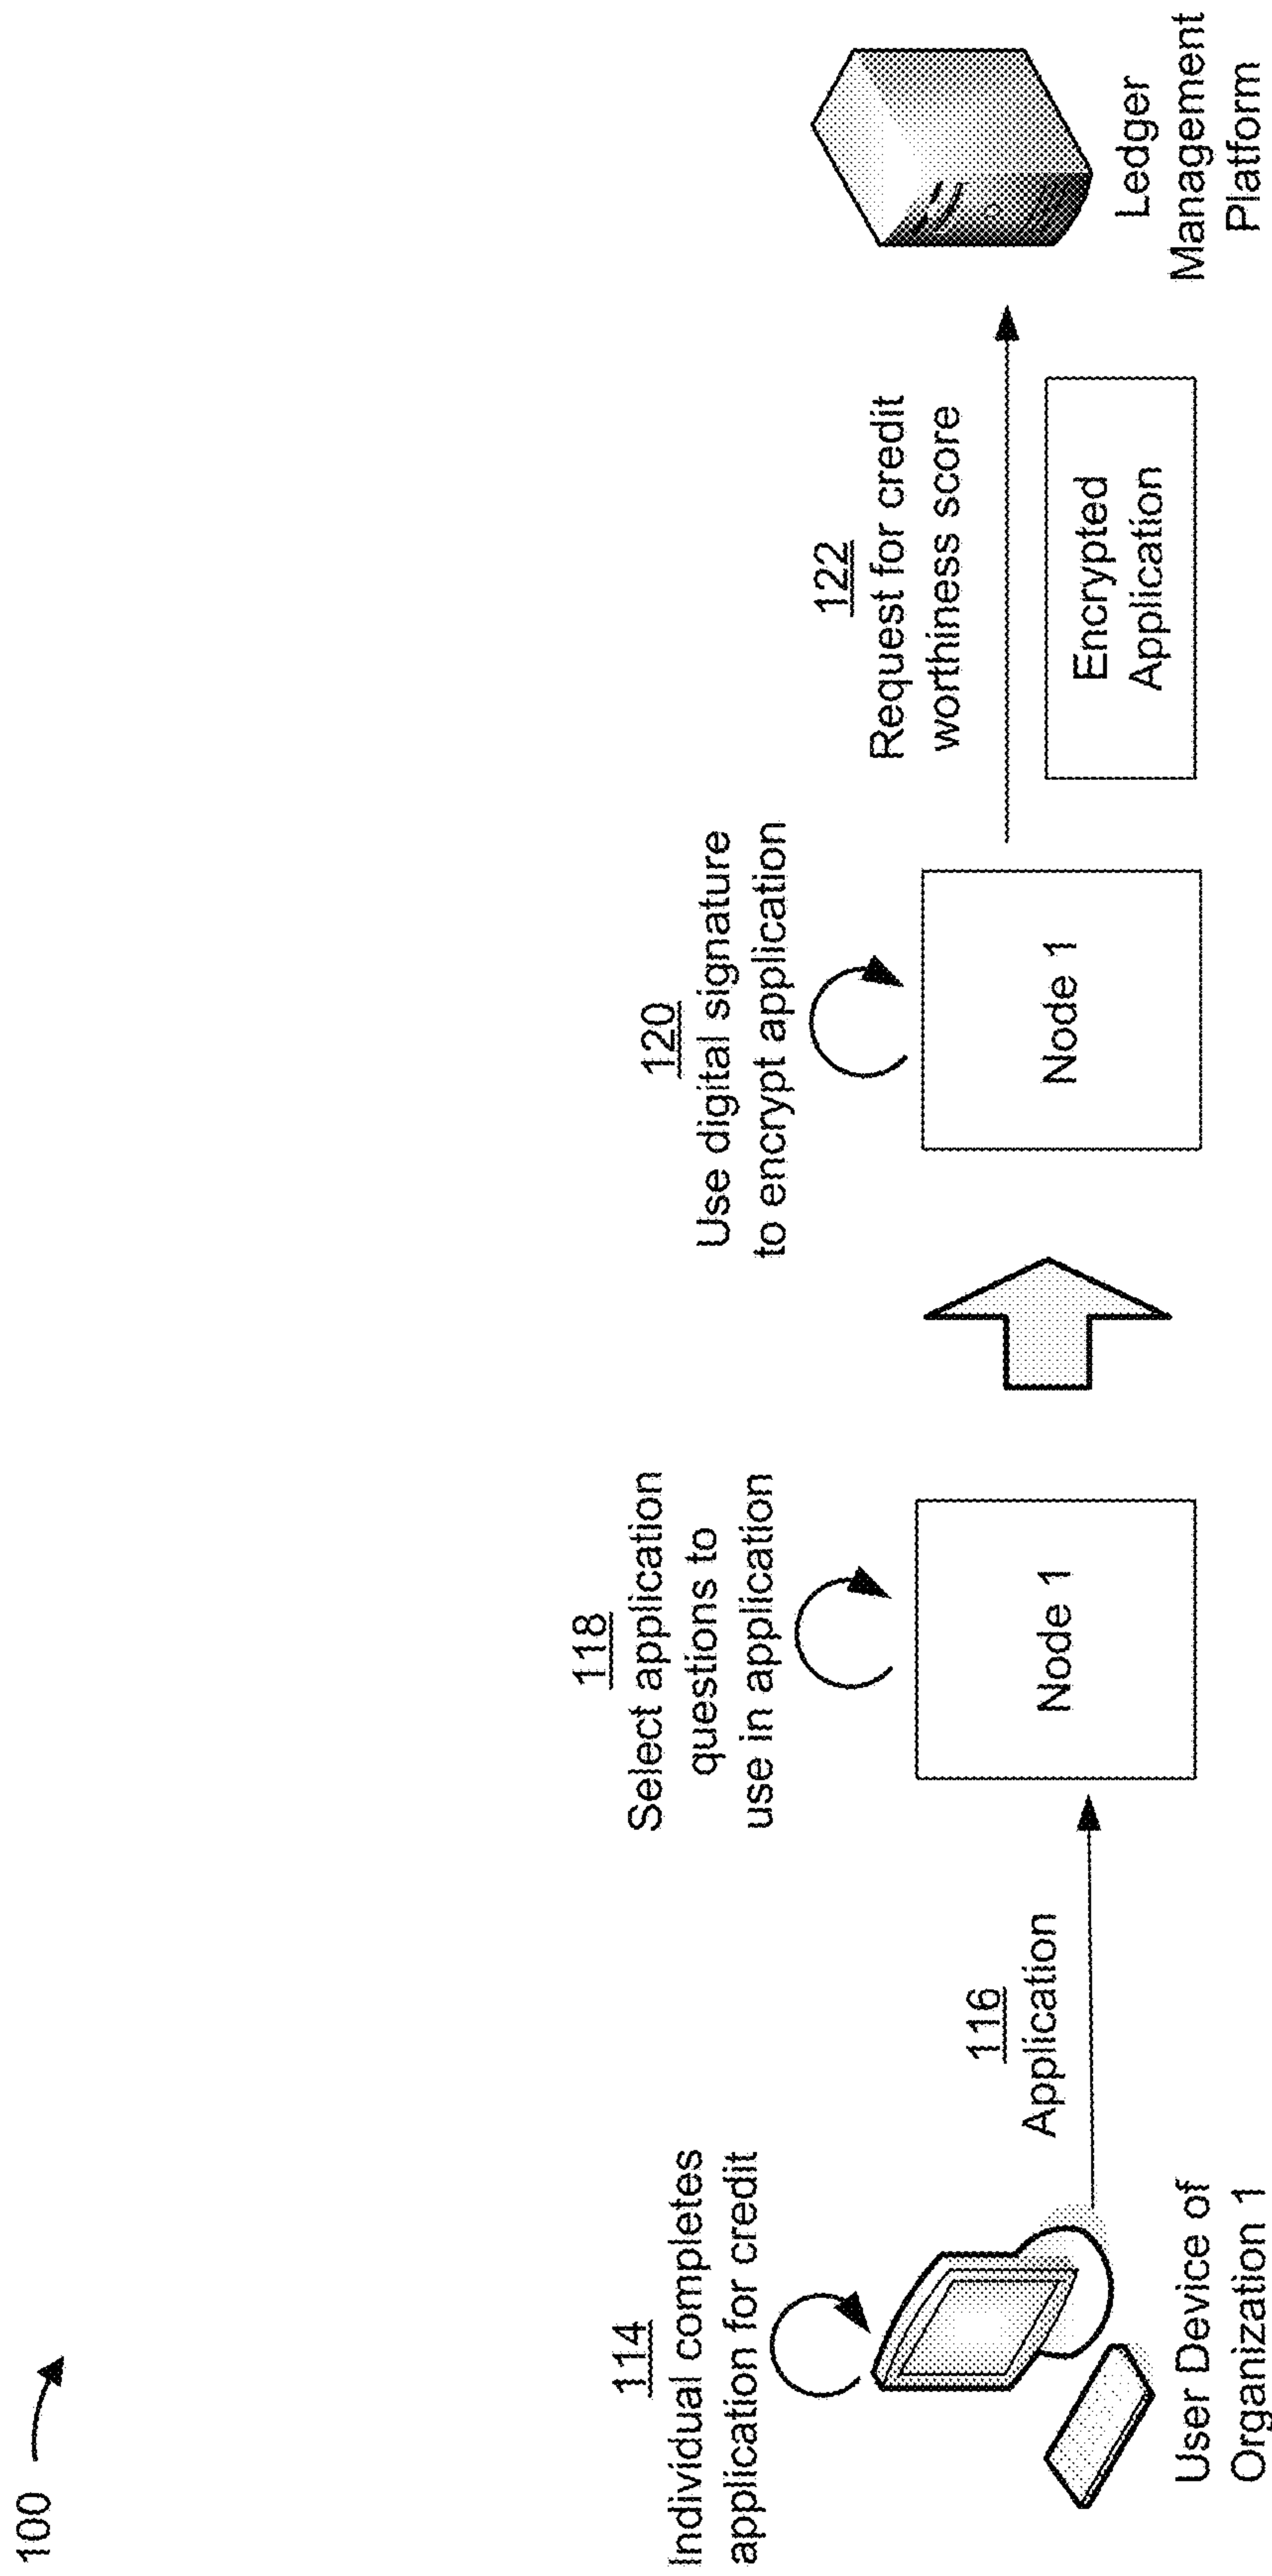 100
114
Individual completes
application for credit
User Device of
Organization 1
116
Application
118
Select application
questions to
use in application
Node 1
120
Use digital signature
to encrypt application
Node 1
122
Request for credit
worthiness score
Encrypted
Application
Ledger
Management
Platform